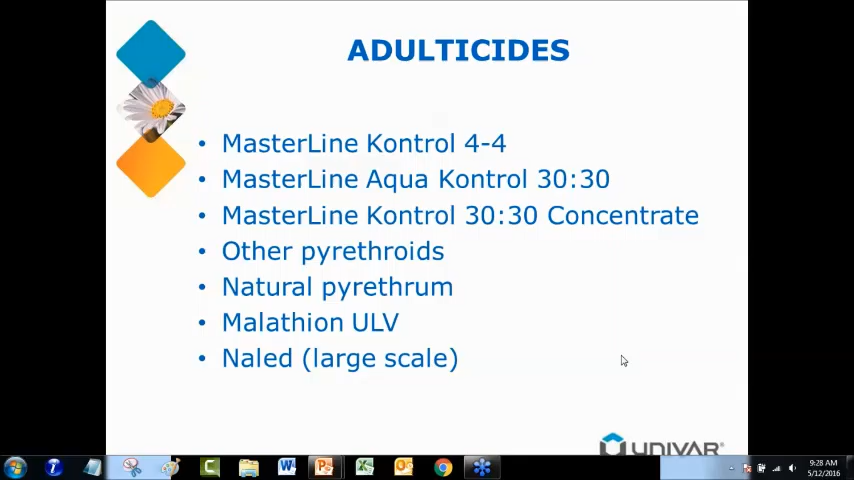 ADULTICIDES
• MasterLine Kontrol 4-4
• MasterLine Aqua Kontrol 30:30
• MasterLine Kontrol 30:30 Concentrate
• Other pyrethroids
• Natural pyrethrum
• Malathion ULV
• Naled (large scale)
UNIVAR
9:28 AM
5/12/2016